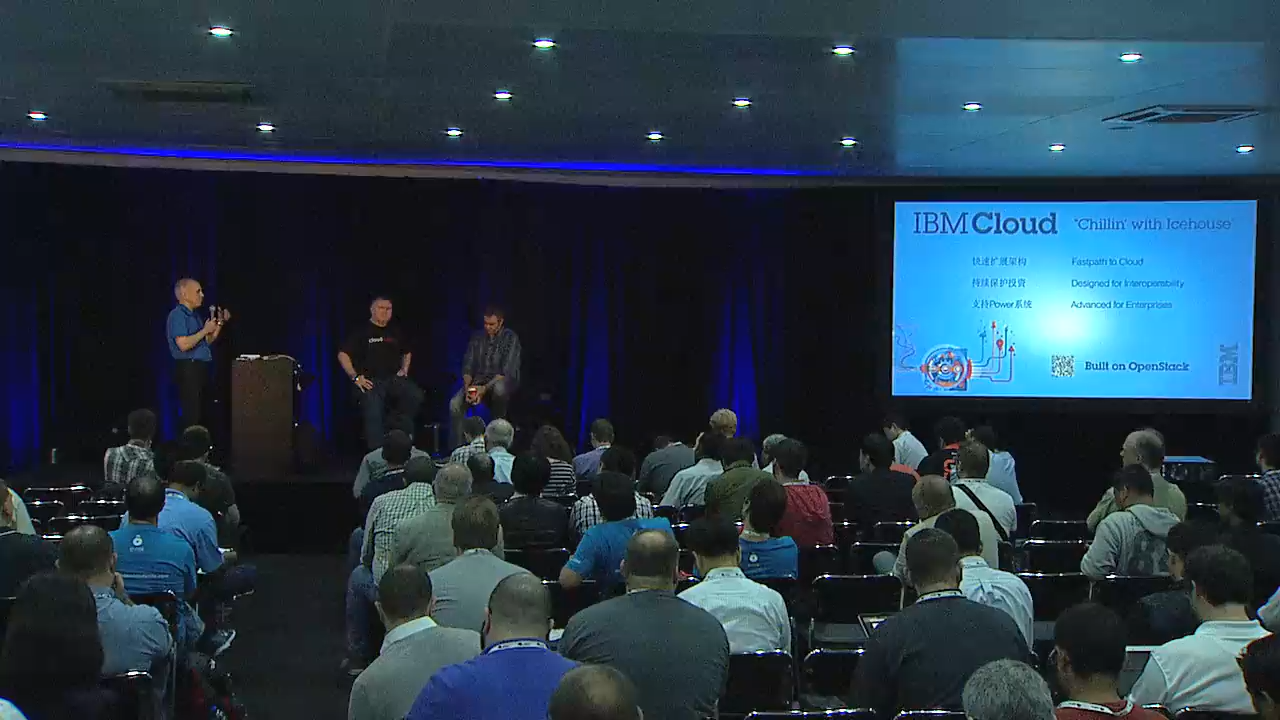 IBM Cloud "Chillin' with Icehouse"
快速扩展架构 Fastpath to Cloud
持续保护投资 Designed for Interoperability
支持Power系统 Advanced for Enterprises
Built on OpenStack
IBM
cloud